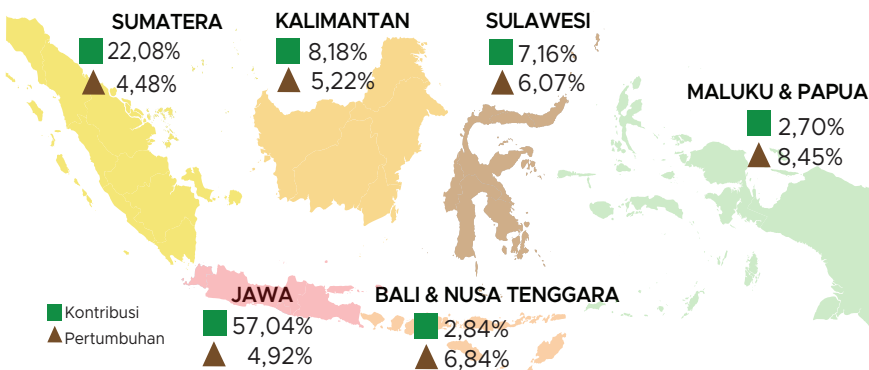 SUMATERA
22,08%
4,48%
KALIMANTAN
8,18%
5,22%
SULAWESI
7,16%
6,07%
MALUKU & PAPUA
2,70%
8,45%
JAWA
57,04%
4,92%
BALI & NUSA TENGGARA
2,84%
6,84%
Kontribusi
Pertumbuhan